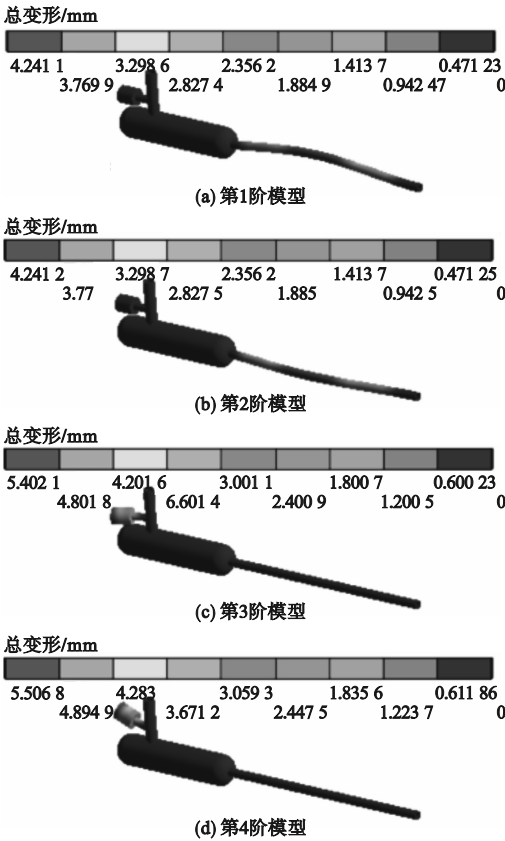 总变形/mm
4.241 1 3.298 6 2.356 2 1.413 7 0.471 23
3.769 9 2.827 4 1.884 9 0.942 47 0
(a) 第1阶模型
总变形/mm
4.241 2 3.298 7 2.356 2 1.413 7 0.471 25
3.77 2.827 5 1.885 0.942 5 0
(b) 第2阶模型
总变形/mm
5.402 1 4.201 6 3.001 1 1.800 7 0.600 23
4.801 8 6.601 4 2.400 9 1.200 5 0
(c) 第3阶模型
总变形/mm
5.506 8 4.283 3.059 3 1.835 6 0.611 86
4.894 9 3.671 2 2.447 5 1.223 7 0
(d) 第4阶模型